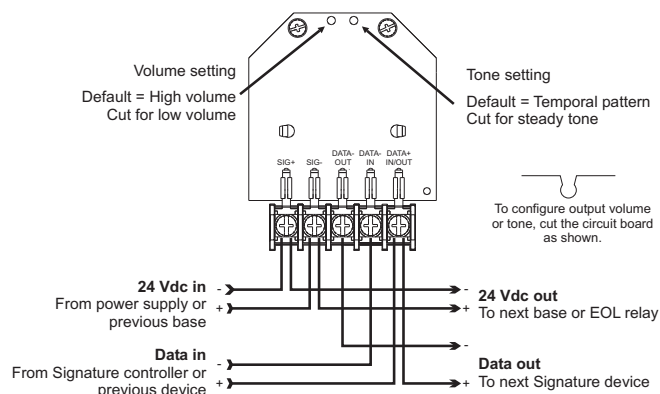 Volume setting
Default = High volume
Cut for low volume
Tone setting
Default = Temporal pattern
Cut for steady tone
SIG+
SIG-
DATA-
OUT
DATA-
IN
DATA+
IN/OUT
To configure output volume
or tone, cut the circuit board
as shown.
24 Vdc in
From power supply or
previous base
-
+
-
+
24 Vdc out
To next base or EOL relay
Data in
From Signature controller or
previous device
-
+
-
+
Data out
To next Signature device